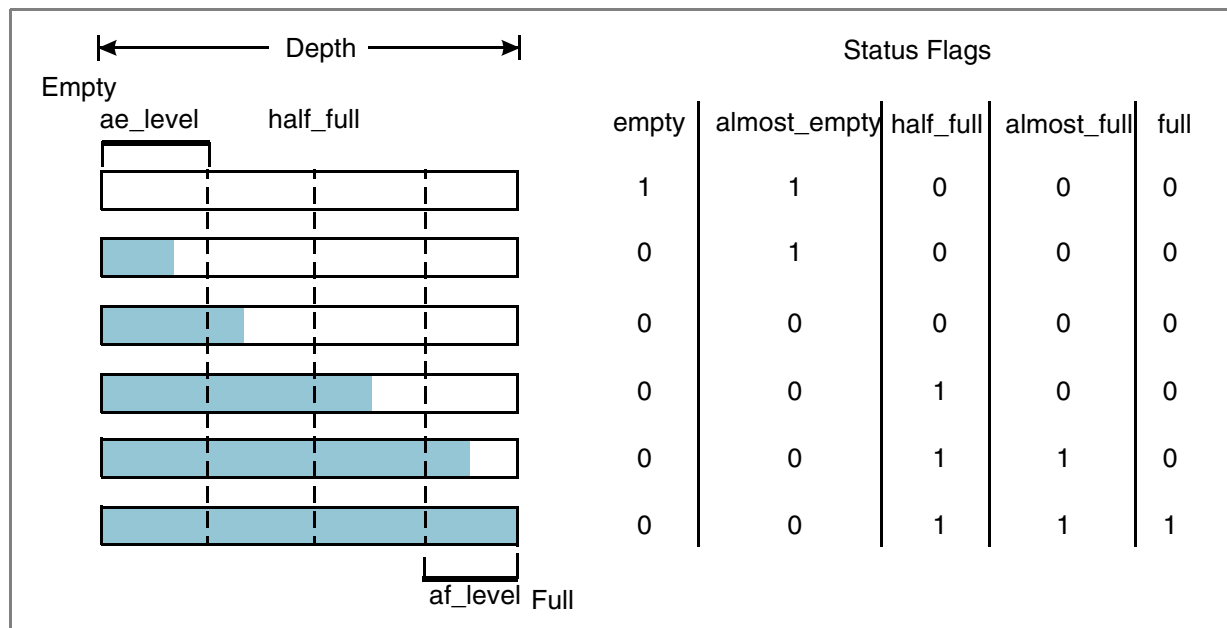 Depth
Status Flags
Empty
ae_level half_full
empty almost_empty half_full almost_full full
1 1 0 0 0
0 1 0 0 0
0 0 0 0 0
0 0 1 0 0
0 0 1 1 0
0 0 1 1 1
af_level Full